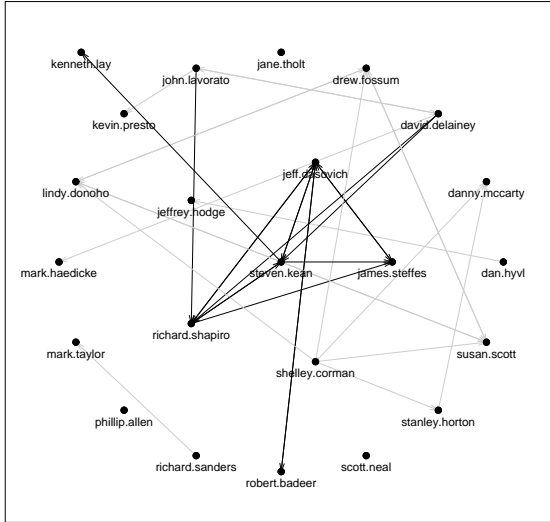 kenneth.lay
jane.tholt
john.lavorato
drew.fossum
kevin.presto
david.delainey
jeff.dasovich
lindy.donoho
danny.mccarty
jeffrey.hodge
mark.haedicke
steven.kean
james.steffes
dan.hyvl
richard.shapiro
mark.taylor
susan.scott
shelley.corman
phillip.allen
stanley.horton
richard.sanders
scott.neal
robert.badeer